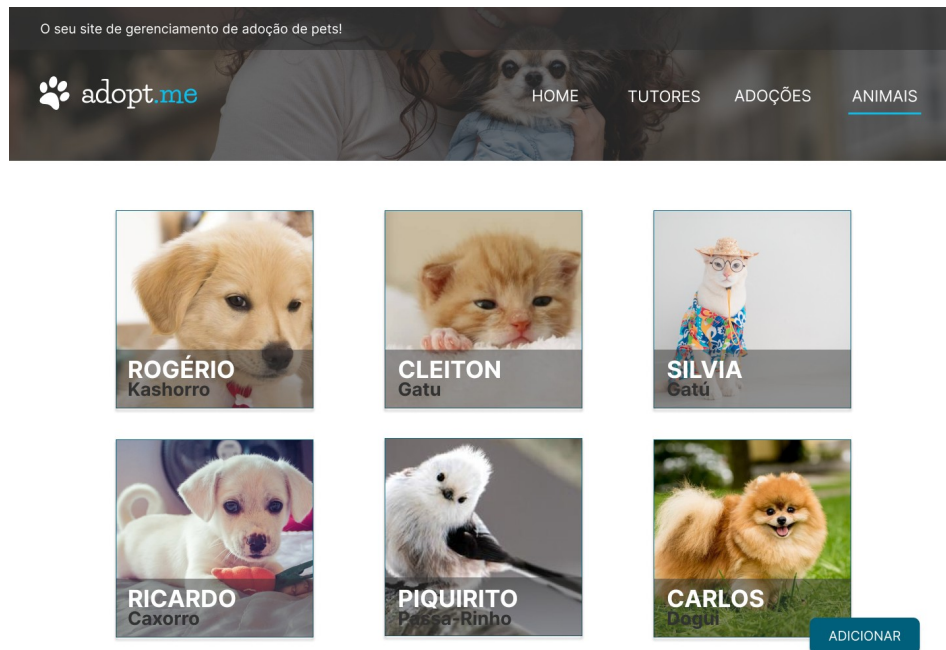 O seu site de gerenciamento de adoção de pets!
adopt.me
HOME TUTORES ADOÇÕES ANIMAIS
ROGÉRIO
Kashorro
CLEITON
Gatu
SILVIA
Gatú
RICARDO
Caxorro
PIQUIRITO
Passa-Rinho
CARLOS
Dogui
ADICIONAR